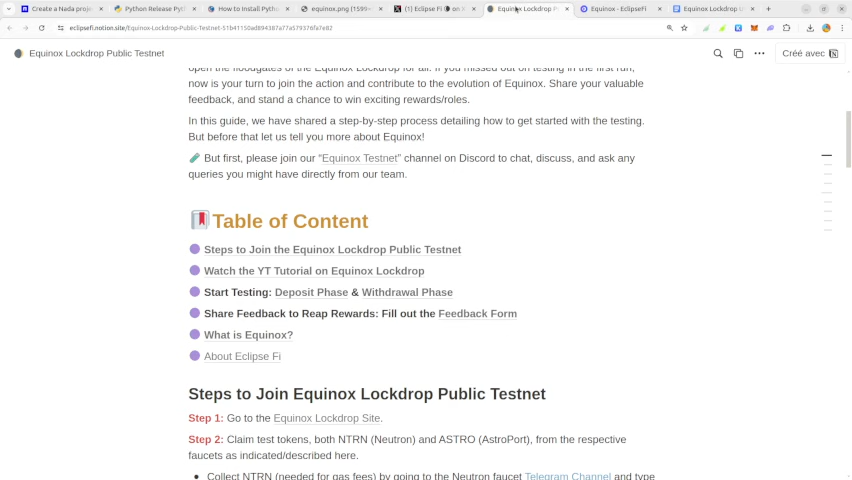 Create a Nada proje
Python Release Pyt
How to Install Pytho
equinox.png (1599×
(1) Eclipse Fi 🌘 on X
Equinox Lockdrop P
Equinox - EclipseFi
Equinox Lockdrop
eclipsefi.notion.site/Equinox-Lockdrop-Public-Testnet-51b41150ad894387a77a579376fa7e82
Equinox Lockdrop Public Testnet
Créé avec
open the floodgates of the Equinox Lockdrop for all. If you missed out on testing in the first run,
now is your turn to join the action and contribute to the evolution of Equinox. Share your valuable
feedback, and stand a chance to win exciting rewards/roles.
In this guide, we have shared a step-by-step process detailing how to get started with the testing.
But before that let us tell you more about Equinox!
But first, please join our “Equinox Testnet” channel on Discord to chat, discuss, and ask any
queries you might have directly from our team.
Table of Content
Steps to Join the Equinox Lockdrop Public Testnet
Watch the YT Tutorial on Equinox Lockdrop
Start Testing: Deposit Phase & Withdrawal Phase
Share Feedback to Reap Rewards: Fill out the Feedback Form
What is Equinox?
About Eclipse Fi
Steps to Join Equinox Lockdrop Public Testnet
Step 1: Go to the Equinox Lockdrop Site.
Step 2: Claim test tokens, both NTRN (Neutron) and ASTRO (AstroPort), from the respective
faucets as indicated/described here.
• Collect NTRN (needed for gas fees) by going to the Neutron faucet Telegram Channel and type